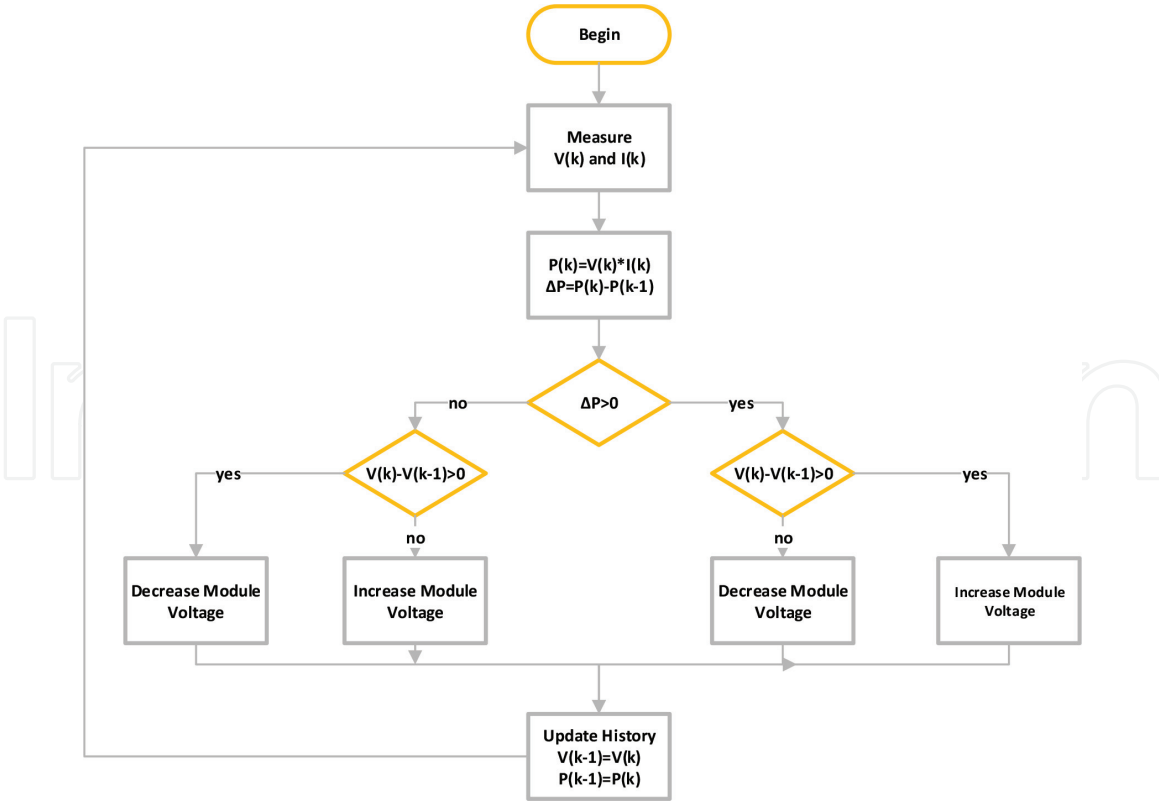 Begin
Measure
V(k) and I(k)
P(k)=V(k)*I(k)
ΔP=P(k)-P(k-1)
no
ΔP>0
yes
yes
V(k)-V(k-1)>0
V(k)-V(k-1)>0
yes
no
no
Decrease Module
Voltage
Increase Module
Voltage
Decrease Module
Voltage
Increase Module
Voltage
Update History
V(k-1)=V(k)
P(k-1)=P(k)